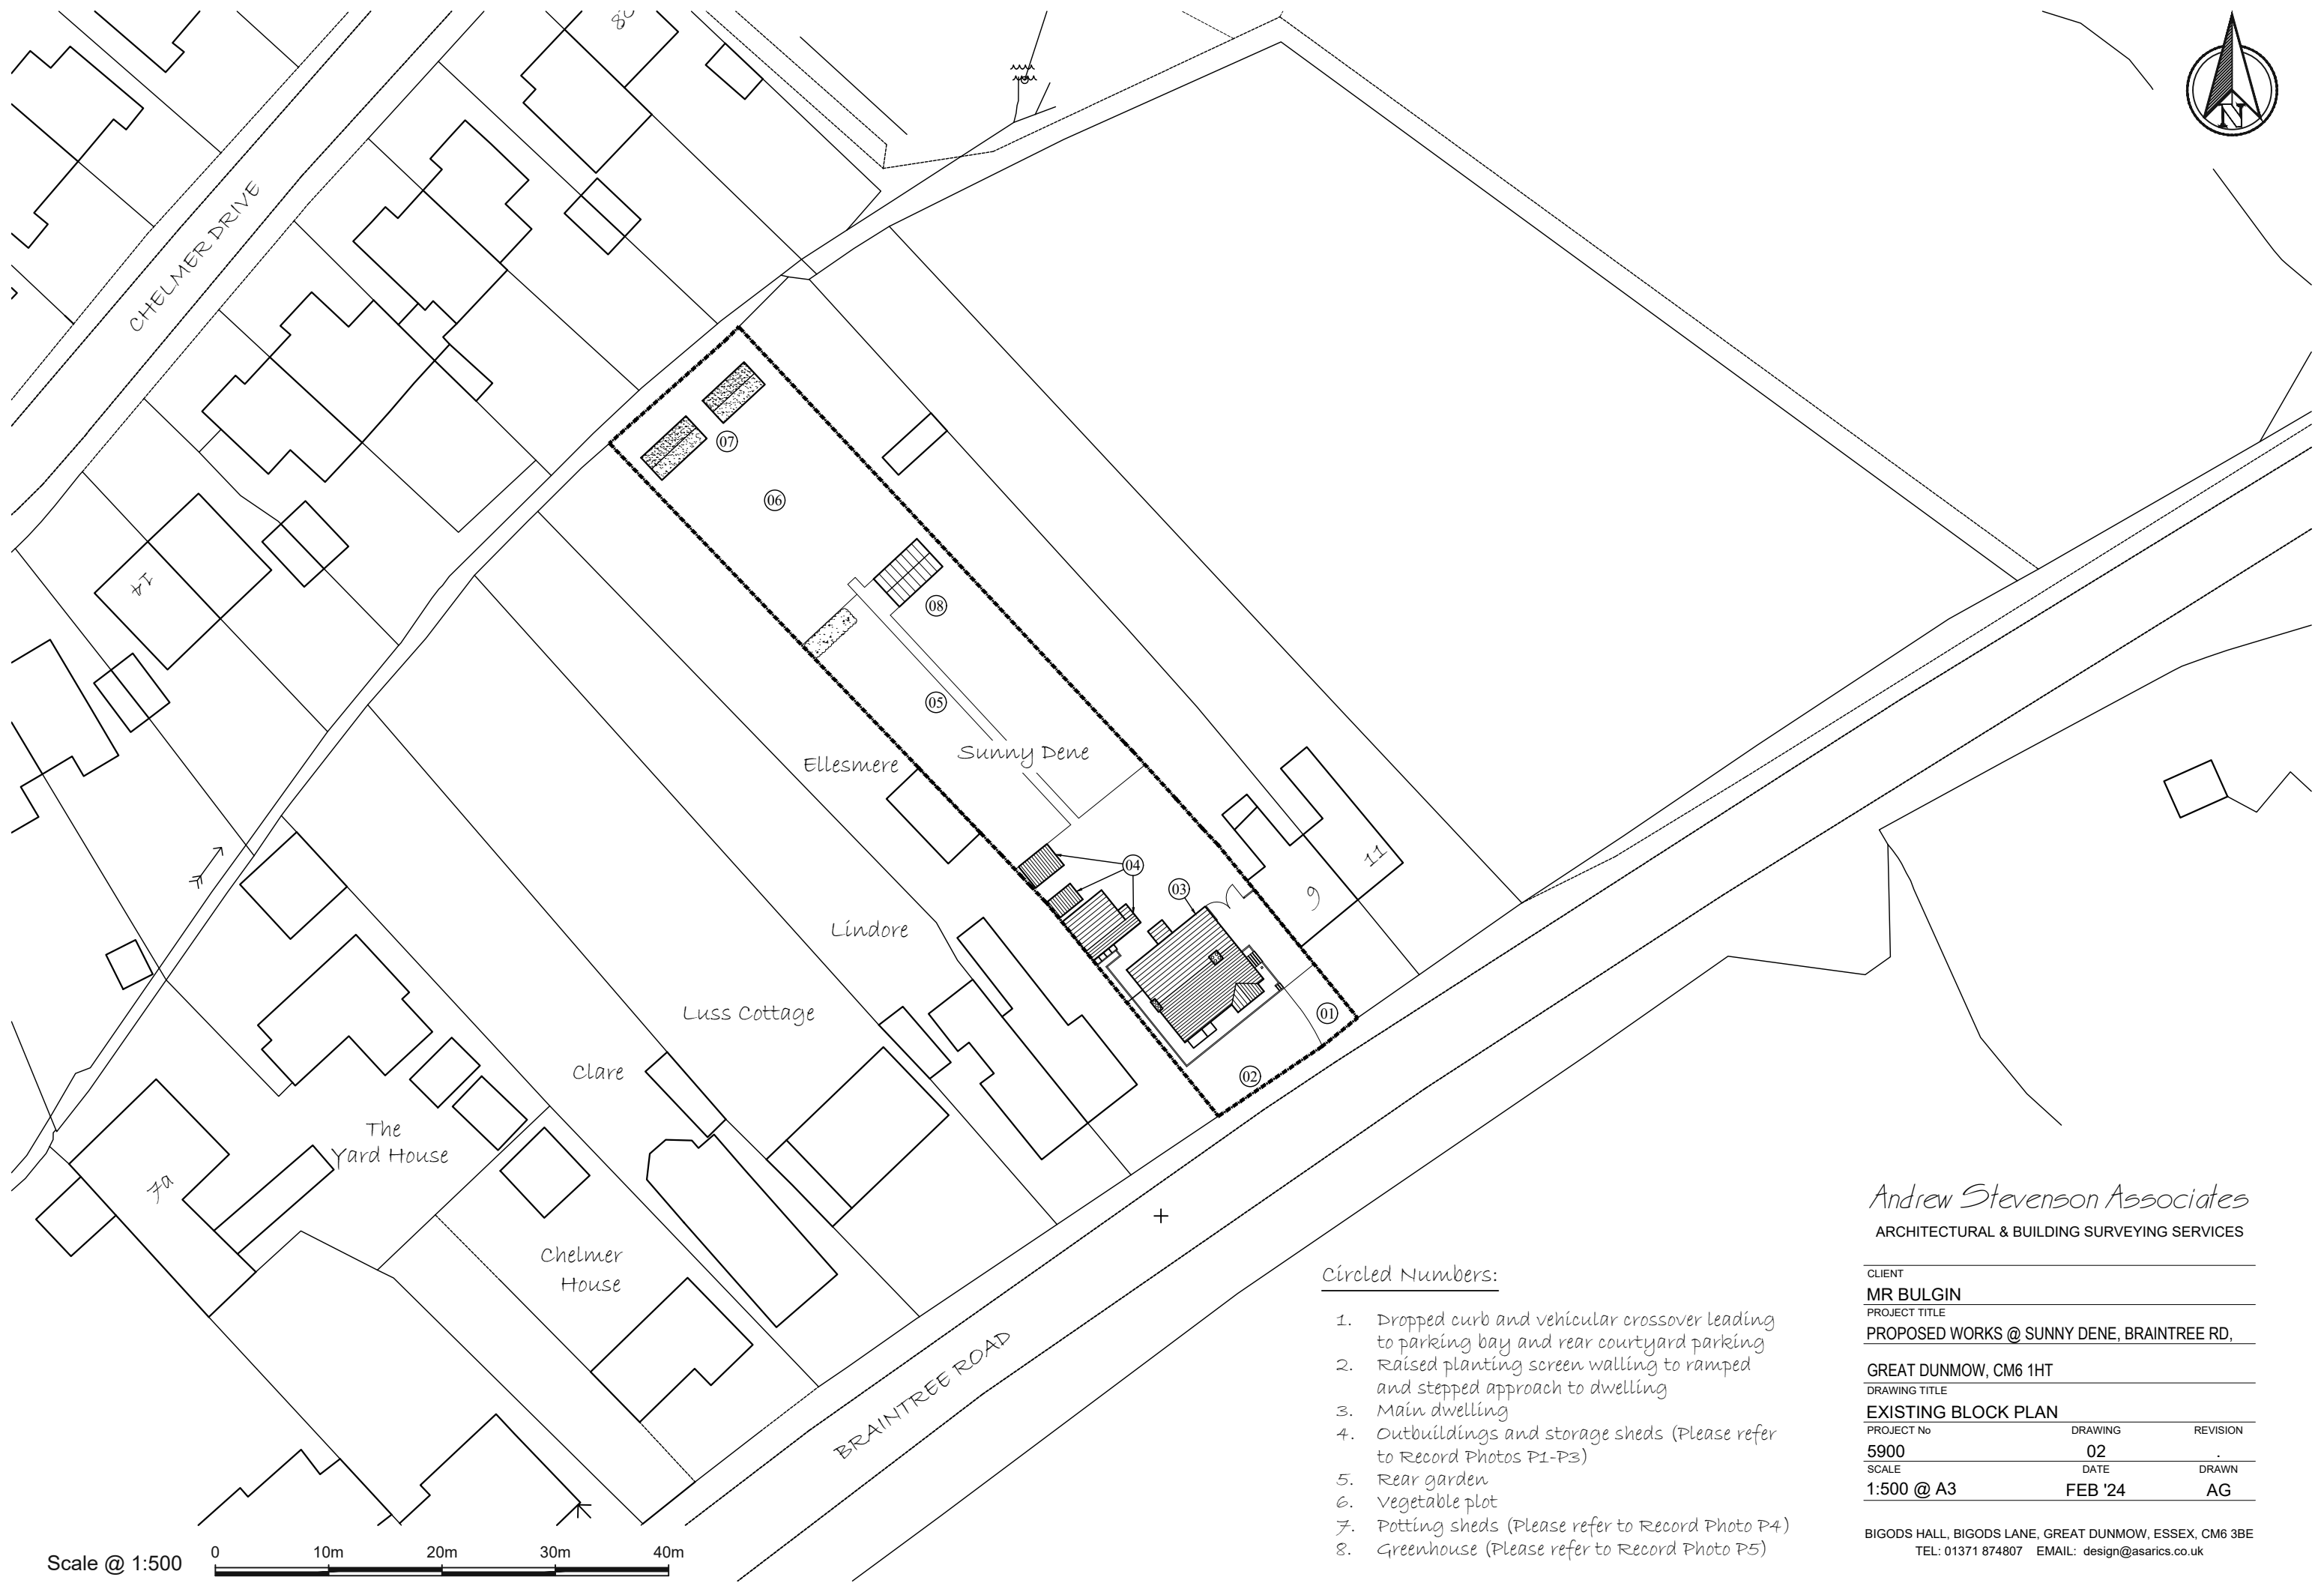 80
CHELMER DRIVE
N
07
06
14
08
05
Sunny Dene
Ellesmere
04
03
11
9
Lindore
Luss Cottage
01
02
Clare
The
Yard House
7a
Chelmer
House
BRAINTREE ROAD
Circled Numbers:
1. Dropped curb and vehicular crossover leading
to parking bay and rear courtyard parking
2. Raised planting screen walling to ramped
and stepped approach to dwelling
3. Main dwelling
4. Outbuildings and storage sheds (Please refer
to Record Photos P1-P3)
5. Rear garden
6. Vegetable plot
7. Potting sheds (Please refer to Record Photo P4)
8. Greenhouse (Please refer to Record Photo P5)
Andrew Stevenson Associates
ARCHITECTURAL & BUILDING SURVEYING SERVICES
CLIENT
MR BULGIN
PROJECT TITLE
PROPOSED WORKS @ SUNNY DENE, BRAINTREE RD,
GREAT DUNMOW, CM6 1HT
DRAWING TITLE
EXISTING BLOCK PLAN
PROJECT No DRAWING REVISION
5900 02 .
SCALE DATE DRAWN
1:500 @ A3 FEB '24 AG
BIGODS HALL, BIGODS LANE, GREAT DUNMOW, ESSEX, CM6 3BE
TEL: 01371 874807 EMAIL: design@asarics.co.uk
Scale @ 1:500
0 10m 20m 30m 40m